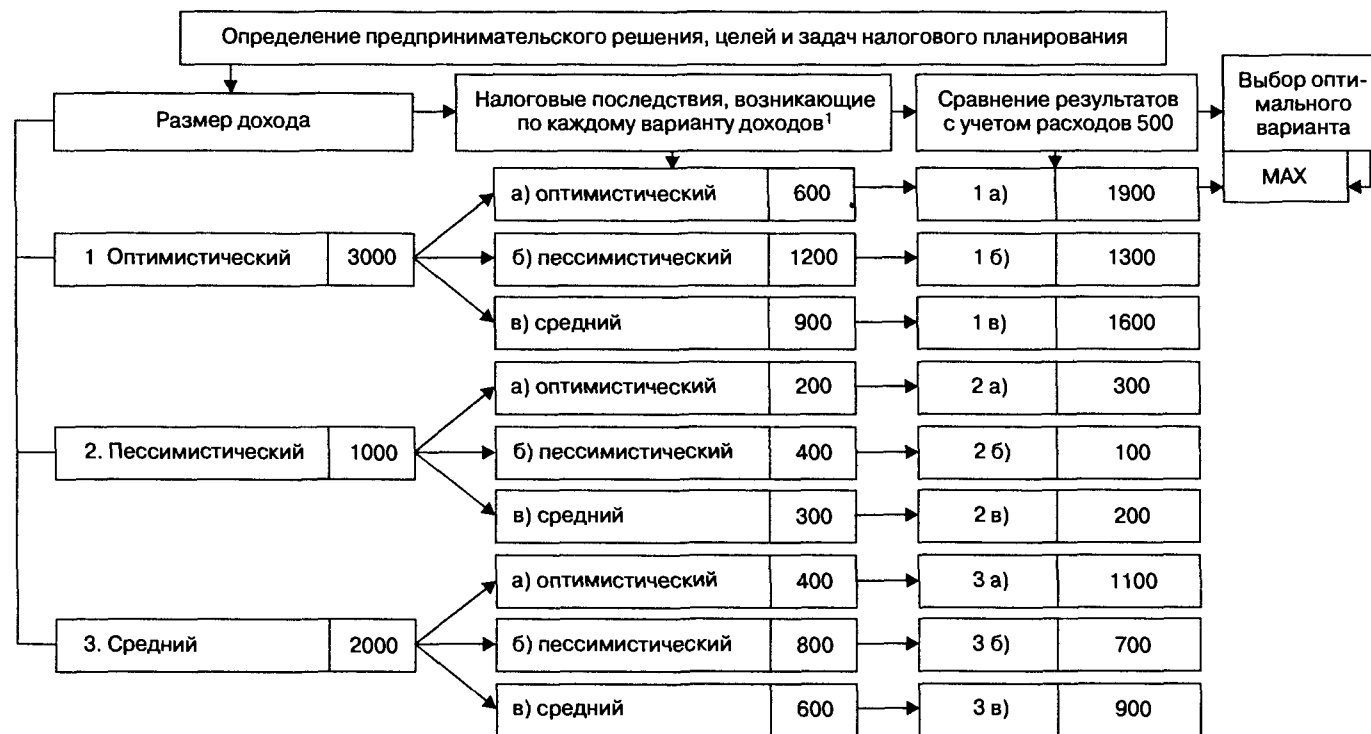 Определение предпринимательского решения, целей и задач налогового планирования
Размер дохода
Налоговые последствия, возникающие
по каждому варианту доходов¹
Сравнение результатов
с учетом расходов 500
Выбор опти-
мального
варианта
MAX
1 Оптимистический 3000
а) оптимистический 600 1 а) 1900
б) пессимистический 1200 1 б) 1300
в) средний 900 1 в) 1600
2. Пессимистический 1000
а) оптимистический 200 2 а) 300
б) пессимистический 400 2 б) 100
в) средний 300 2 в) 200
3. Средний 2000
а) оптимистический 400 3 а) 1100
б) пессимистический 800 3 б) 700
в) средний 600 3 в) 900